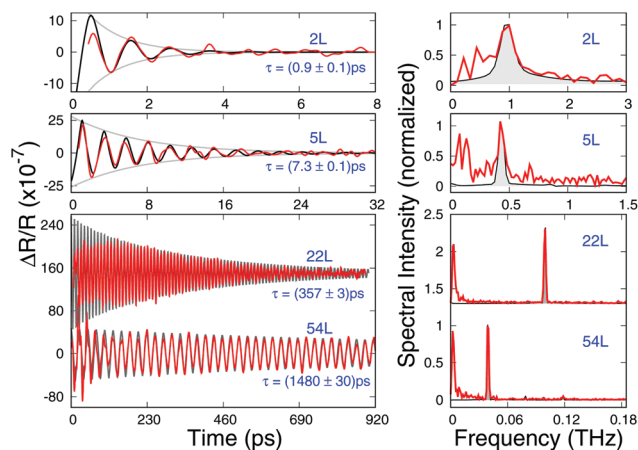 2L
τ = (0.9 ± 0.1)ps
10
0
-10
0 2 4 6 8
5L
τ = (7.3 ± 0.1)ps
25
0
-25
0 8 16 24 32
22L
τ = (357 ± 3)ps
54L
τ = (1480 ± 30)ps
240
160
80
0
-80
0 230 460 690 920
ΔR/R (x10⁻⁷)
Time (ps)
2L
1
0.5
0
0 1 2 3
5L
1
0.5
0
0 0.5 1 1.5
22L
54L
2.5
2
1.5
1
0.5
0
0 0.06 0.12 0.18
Spectral Intensity (normalized)
Frequency (THz)